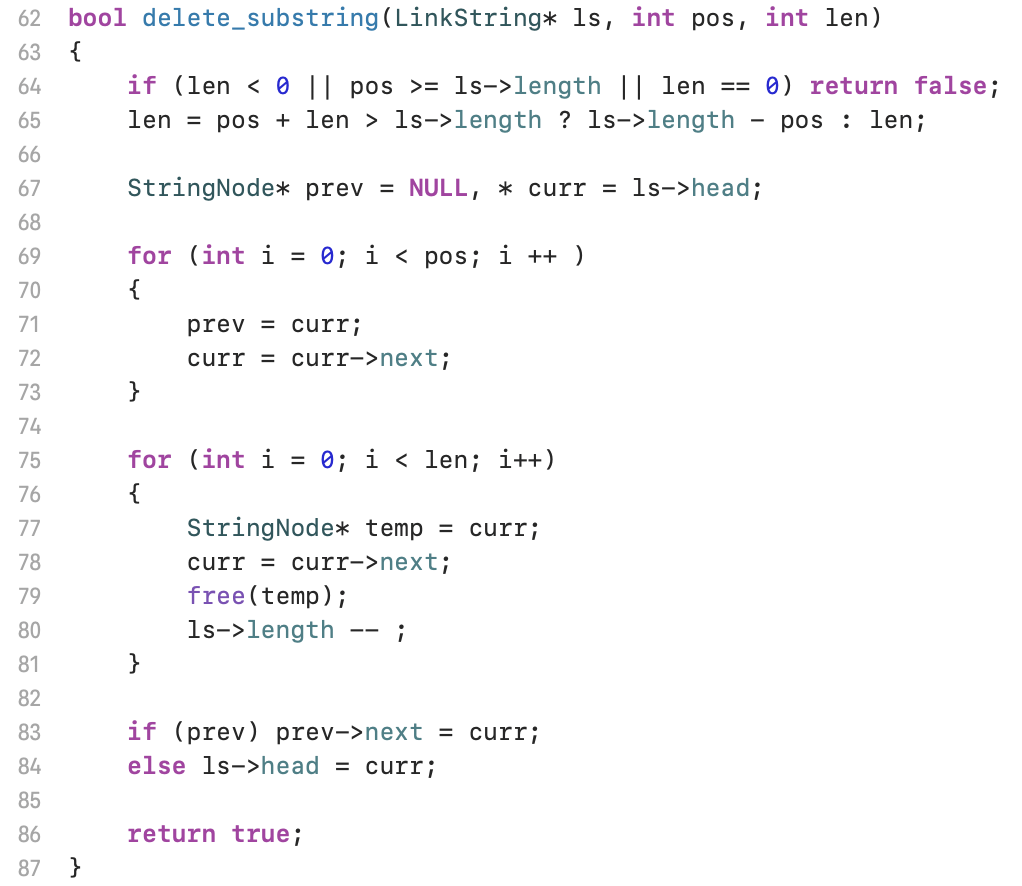 62 bool delete_substring(LinkString* ls, int pos, int len)
63 {
64     if (len < 0 || pos >= ls->length || len == 0) return false;
65     len = pos + len > ls->length ? ls->length - pos : len;
66
67     StringNode* prev = NULL, * curr = ls->head;
68
69     for (int i = 0; i < pos; i ++ )
70     {
71         prev = curr;
72         curr = curr->next;
73     }
74
75     for (int i = 0; i < len; i++)
76     {
77         StringNode* temp = curr;
78         curr = curr->next;
79         free(temp);
80         ls->length -- ;
81     }
82
83     if (prev) prev->next = curr;
84     else ls->head = curr;
85
86     return true;
87 }